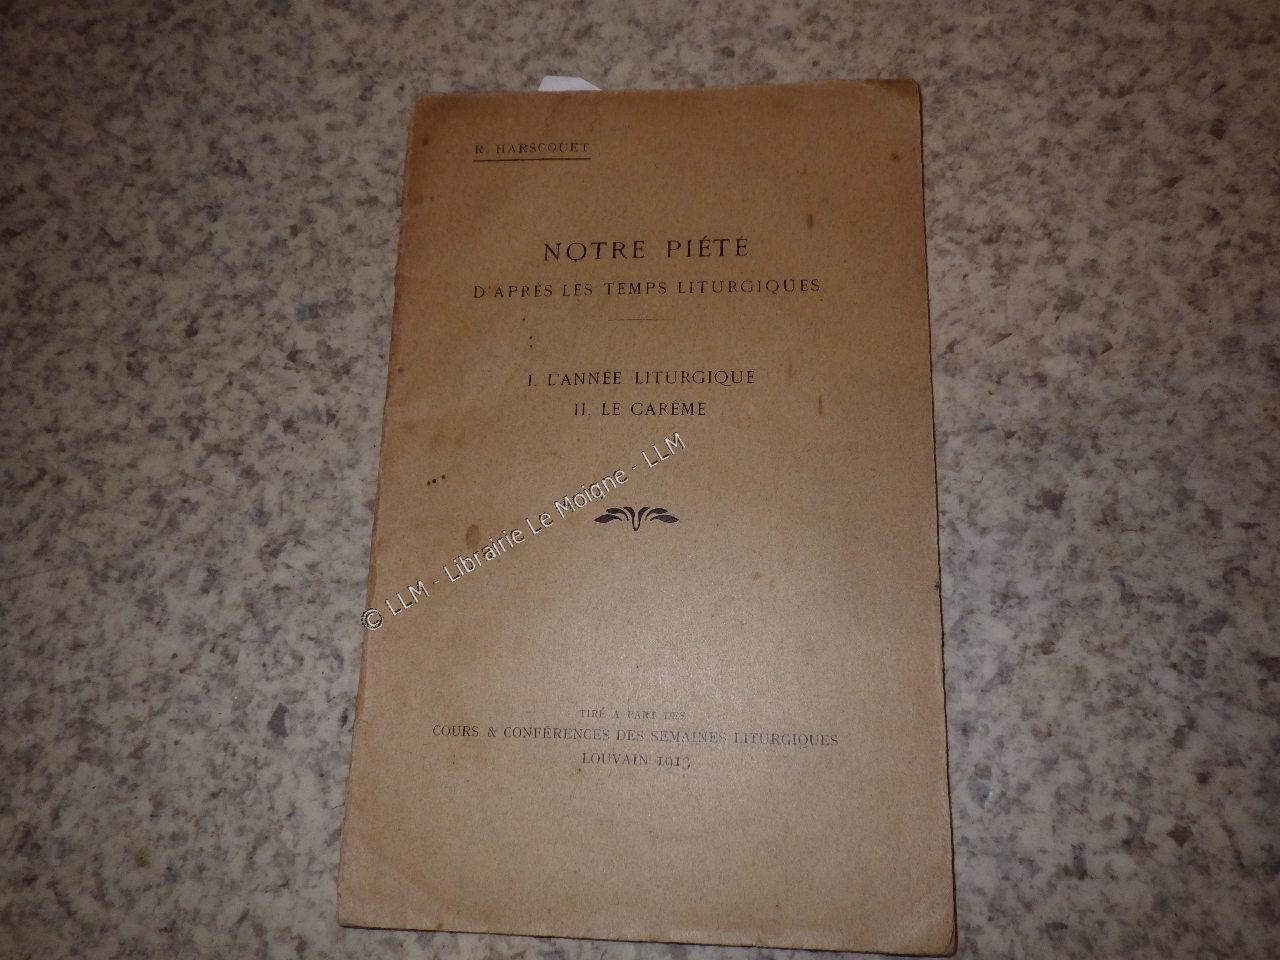 R. HARSCOUET
NOTRE PIÉTÉ
D'APRÈS LES TEMPS LITURGIQUES
I. L'ANNÉE LITURGIQUE
II. LE CARÊME
© LLM - Librairie Le Moigne - LLM
TIRÉ A PART DES
COURS & CONFÉRENCES DES SEMAINES LITURGIQUES
LOUVAIN 1913